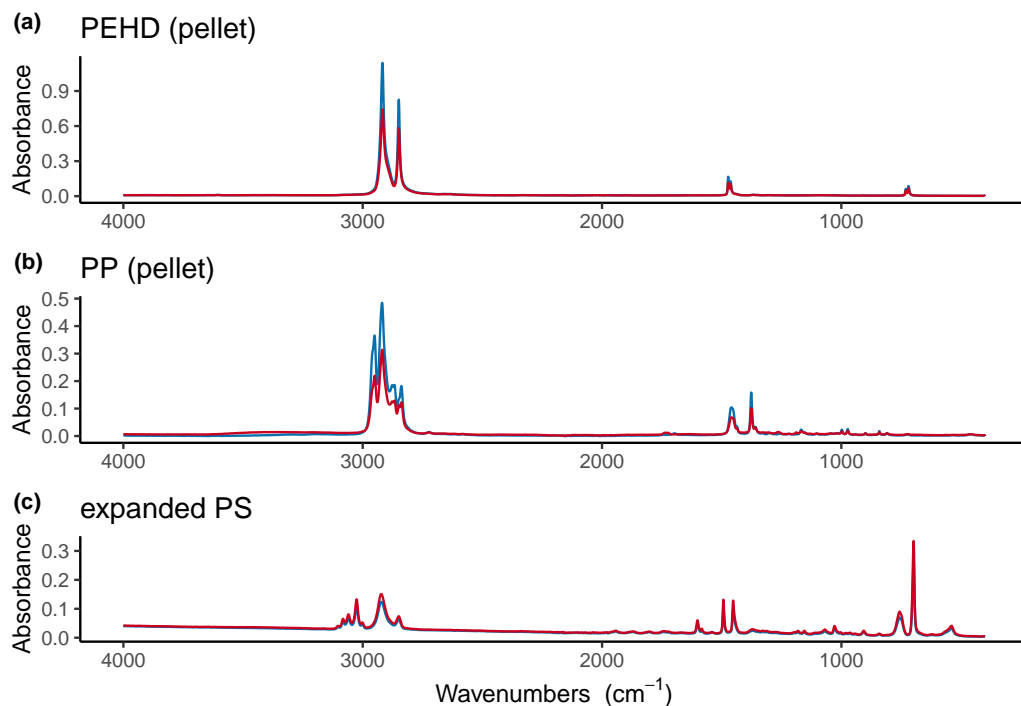 (a) PEHD (pellet)
Absorbance
0.9
0.6
0.3
0.0
4000 3000 2000 1000
(b) PP (pellet)
Absorbance
0.5
0.4
0.3
0.2
0.1
0.0
4000 3000 2000 1000
(c) expanded PS
Absorbance
0.3
0.2
0.1
0.0
4000 3000 2000 1000
Wavenumbers (cm⁻¹)